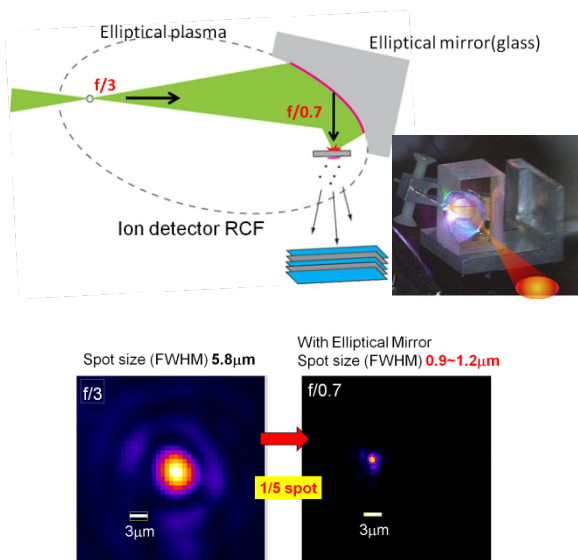 Elliptical plasma
Elliptical mirror(glass)
f/3
f/0.7
Ion detector RCF
Spot size (FWHM) 5.8μm
With Elliptical Mirror
Spot size (FWHM) 0.9~1.2μm
f/3
f/0.7
1/5 spot
3μm
3μm